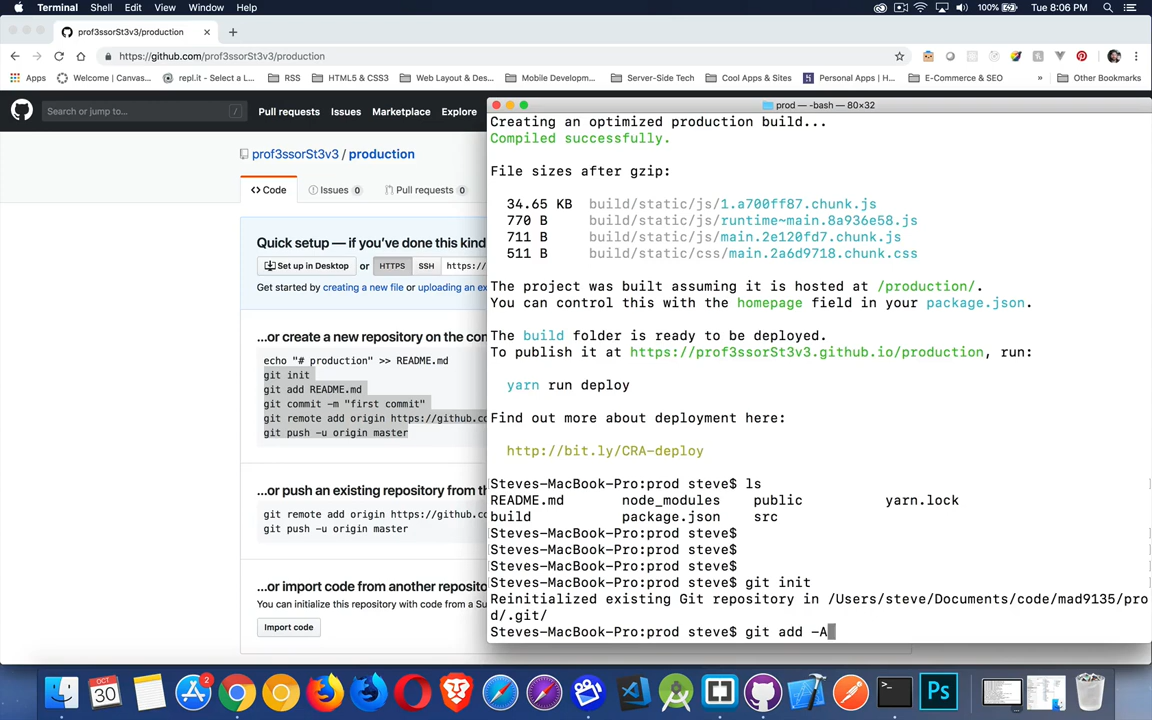 Terminal Shell Edit View Window Help 100% Tue 8:06 PM
prof3ssorSt3v3/production
https://github.com/prof3ssorSt3v3/production
Apps Welcome | Canvas... repl.it - Select a L... RSS HTML5 & CSS3 Web Layout & Des... Mobile Developm... Server-Side Tech Cool Apps & Sites Personal Apps | H... E-Commerce & SEO » Other Bookmarks
Search or jump to... / Pull requests Issues Marketplace Explore
prof3ssorSt3v3 / production
Code Issues 0 Pull requests 0
Quick setup — if you've done this kind
Set up in Desktop or HTTPS SSH https://
Get started by creating a new file or uploading an ex
...or create a new repository on the con
echo "# production" >> README.md
git init
git add README.md
git commit -m "first commit"
git remote add origin https://github.co
git push -u origin master
...or push an existing repository from th
git remote add origin https://github.co
git push -u origin master
...or import code from another reposito
You can initialize this repository with code from a Su
Import code
prod — -bash — 80×32
Creating an optimized production build...
Compiled successfully.
File sizes after gzip:
34.65 KB build/static/js/1.a700ff87.chunk.js
770 B build/static/js/runtime~main.8a936e58.js
711 B build/static/js/main.2e120fd7.chunk.js
511 B build/static/css/main.2a6d9718.chunk.css
The project was built assuming it is hosted at /production/.
You can control this with the homepage field in your package.json.
The build folder is ready to be deployed.
To publish it at https://prof3ssorSt3v3.github.io/production, run:
yarn run deploy
Find out more about deployment here:
http://bit.ly/CRA-deploy
Steves-MacBook-Pro:prod steve$ ls
README.md node_modules public yarn.lock
build package.json src
Steves-MacBook-Pro:prod steve$
Steves-MacBook-Pro:prod steve$
Steves-MacBook-Pro:prod steve$
Steves-MacBook-Pro:prod steve$ git init
Reinitialized existing Git repository in /Users/steve/Documents/code/mad9135/pro
d/.git/
Steves-MacBook-Pro:prod steve$ git add -A
OCT
30
2
>_
Ps